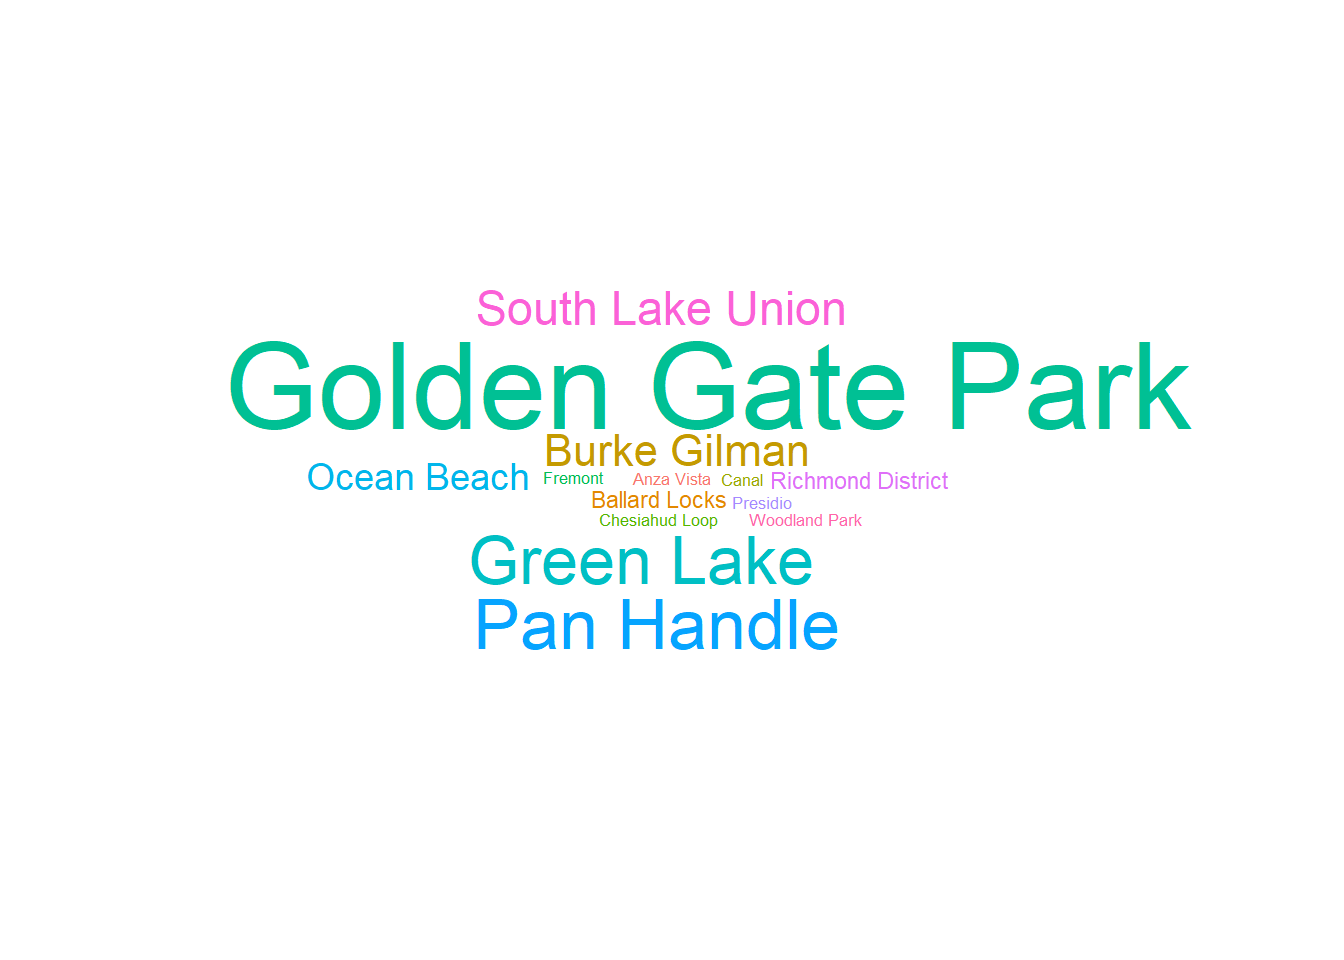 South Lake Union
Golden Gate Park
Burke Gilman
Ocean Beach Fremont Anza Vista Canal Richmond District
Ballard Locks Presidio
Chesiahud Loop Woodland Park
Green Lake
Pan Handle